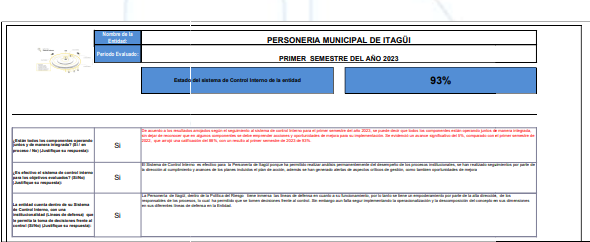 Nombre de la
Entidad:
PERSONERIA MUNICIPAL DE ITAGÜI
Periodo Evaluado:
PRIMER SEMESTRE DEL AÑO 2023
Estado del sistema de Control Interno de la entidad
93%
¿Están todos los componentes operando
juntos y de manera integrada? (Si / en
proceso / No) (Justifique su respuesta):
Si
De acuerdo a los resultados arrojados según el seguimiento al sistema de control interno para el primer semestre del año 2023, se puede decir que todos los componentes están operando juntos de manera integrada,
sin dejar de reconocer que en algunos componentes se debe emprender acciones y oportunidades de mejora para su implementación. Se evidenció un avance significativo del
comparado con el primer semestre de
2022, que arrojó una calificación del
con un resulto al primer semestre de 2023 de 93%.
¿Es efectivo el sistema de control interno
para los objetivos evaluados? (Si/No)
(Justifique su respuesta):
Si
El Sistema de Control Interno es efectivo para la Personería de Itagüí porque ha permitido realizar análisis permanentemente del desempeño de los procesos institucionales, se han realizado seguimientos por parte de
la dirección al cumplimiento y avances de los planes incluidos el plan de acción, además se han generado alertas de aspectos críticos de gestión, como también oportunidades de mejora
La entidad cuenta dentro de su Sistema
de Control Interno, con una
institucionalidad (Líneas de defensa) que
le permita la toma de decisiones frente al
control (Si/No) (Justifique su respuesta):
Si
La Personería, de Itagüí, dentro de la Política del Riesgo tiene inmersa las líneas de defensa en cuanto a su funcionamiento, por lo tanto se tiene un empoderamiento por parte de la alta dirección, de los
responsables de los procesos, lo cual ha permitido que se tomen decisiones frente al control. Sin embargo aún falta seguir implementando la operacionalización y la descomposición del concepto en sus dimensiones
en sus diferentes líneas de defensa en la Entidad.